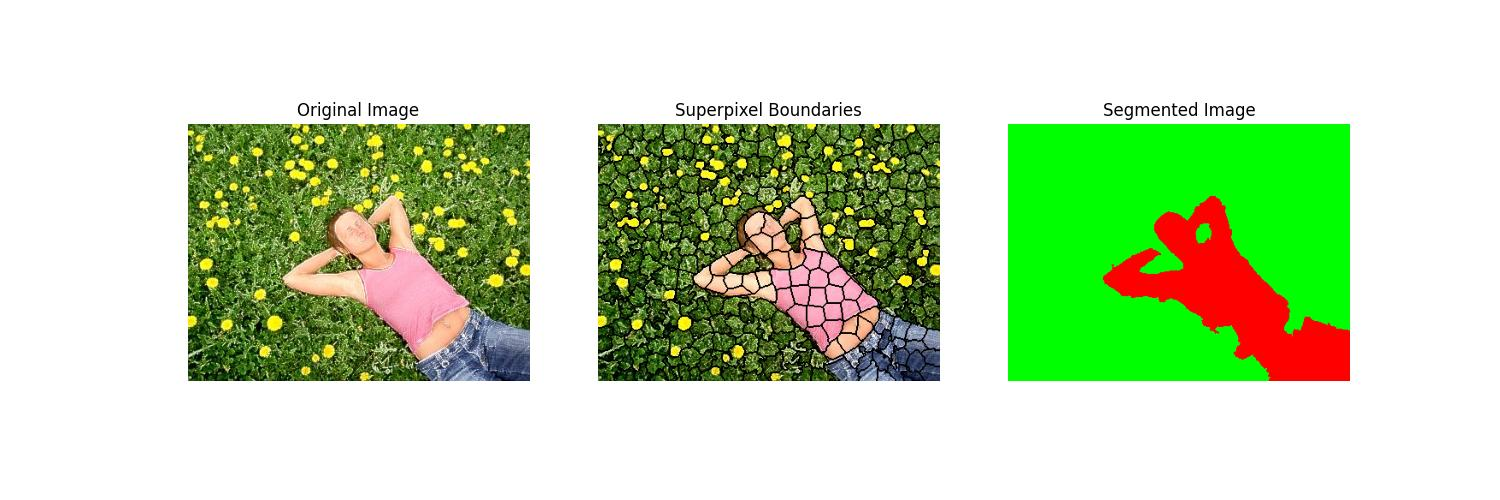 Original Image
Superpixel Boundaries
Segmented Image